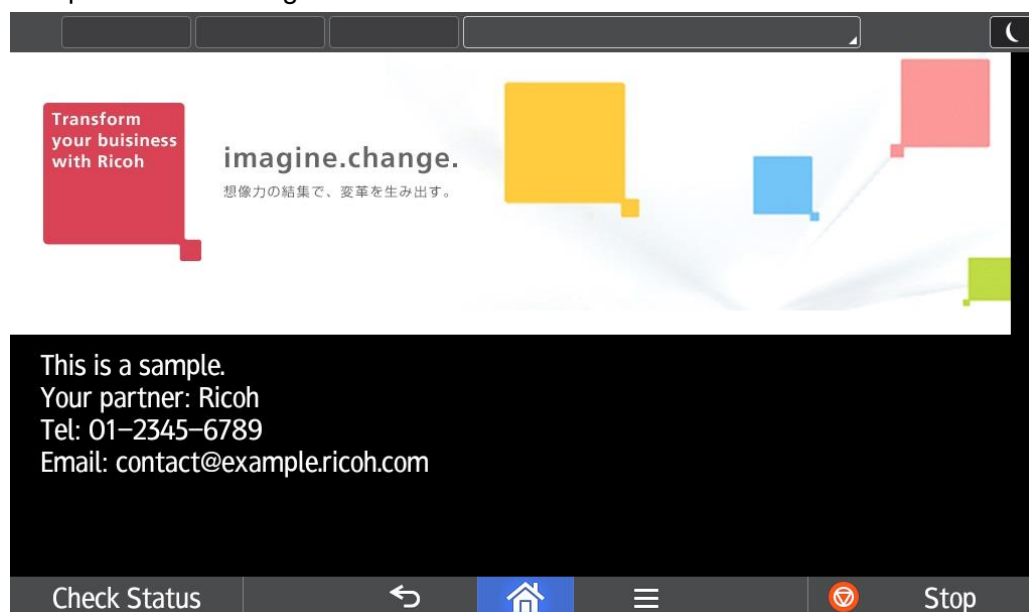 Transform
your buisiness
with Ricoh
imagine.change.
想像力の結集で、変革を生み出す。
This is a sample.
Your partner: Ricoh
Tel: 01-2345-6789
Email: contact@example.ricoh.com
Check Status
Stop